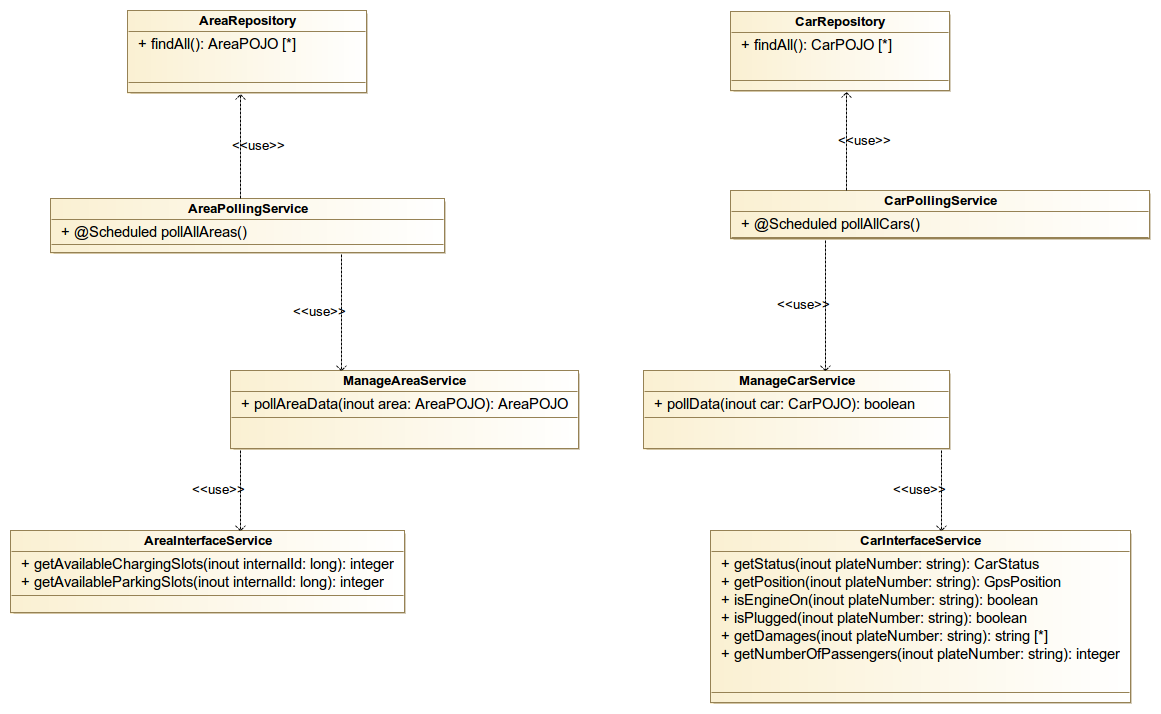 AreaRepository
+ findAll(): AreaPOJO [*]
<<use>>
AreaPollingService
+ @Scheduled pollAllAreas()
<<use>>
ManageAreaService
+ pollAreaData(inout area: AreaPOJO): AreaPOJO
<<use>>
AreaInterfaceService
+ getAvailableChargingSlots(inout internalId: long): integer
+ getAvailableParkingSlots(inout internalId: long): integer
CarRepository
+ findAll(): CarPOJO [*]
<<use>>
CarPollingService
+ @Scheduled pollAllCars()
<<use>>
ManageCarService
+ pollData(inout car: CarPOJO): boolean
<<use>>
CarInterfaceService
+ getStatus(inout plateNumber: string): CarStatus
+ getPosition(inout plateNumber: string): GpsPosition
+ isEngineOn(inout plateNumber: string): boolean
+ isPlugged(inout plateNumber: string): boolean
+ getDamages(inout plateNumber: string): string [*]
+ getNumberOfPassengers(inout plateNumber: string): integer